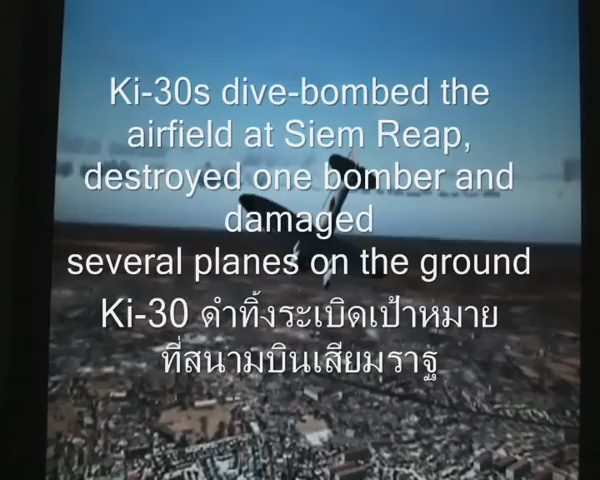 Ki-30s dive-bombed the
airfield at Siem Reap,
destroyed one bomber and
damaged
several planes on the ground
Ki-30 ดำทิ้งระเบิดเป้าหมาย
ที่สนามบินเสียมราฐ